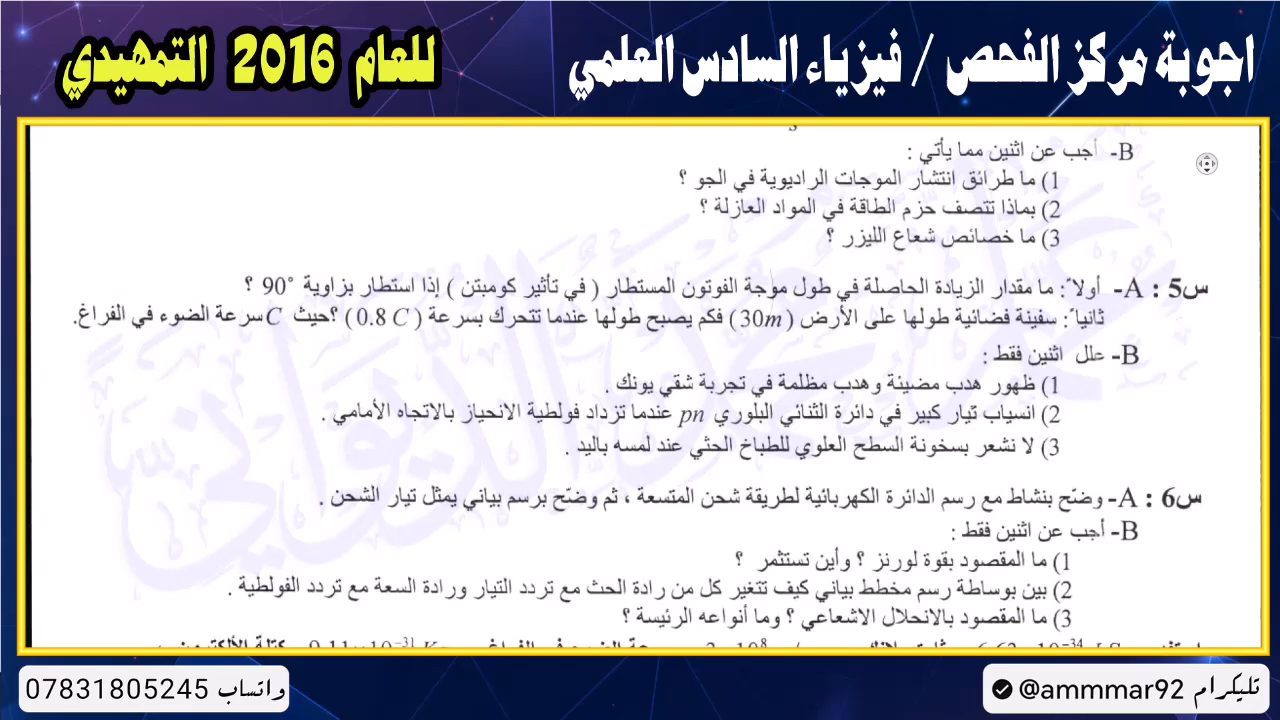 اجوبة مركز الفحص / فيزياء السادس العلمي للعام 2016 التمهيدي
B- أجب عن اثنين مما يأتي :
1) ما طرائق انتشار الموجات الراديوية في الجو ؟
2) بماذا تتصف حزم الطاقة في المواد العازلة ؟
3) ما خصائص شعاع الليزر ؟
س5 : A- أولاً : ما مقدار الزيادة الحاصلة في طول موجة الفوتون المستطار ( في تأثير كومبتن ) إذا استطار بزاوية 90° ؟
ثانياً : سفينة فضائية طولها على الأرض ( 30m ) فكم يصبح طولها عندما تتحرك بسرعة ( 0.8 C ) ؟حيث C سرعة الضوء في الفراغ.
B- علل اثنين فقط :
1) ظهور هدب مضيئة وهدب مظلمة في تجربة شقي يونك .
2) انسياب تيار كبير في دائرة الثنائي البلوري pn عندما تزداد فولطية الانحياز بالاتجاه الأمامي .
3) لا نشعر بسخونة السطح العلوي للطباخ الحثي عند لمسه باليد .
س6 : A- وضّح بنشاط مع رسم الدائرة الكهربائية لطريقة شحن المتسعة ، ثم وضّح برسم بياني يمثل تيار الشحن .
B- أجب عن اثنين فقط :
1) ما المقصود بقوة لورنز ؟ وأين تستثمر ؟
2) بين بوساطة رسم مخطط بياني كيف تتغير كل من رادة الحث مع تردد التيار ورادة السعة مع تردد الفولطية .
3) ما المقصود بالانحلال الاشعاعي ؟ وما أنواعه الرئيسة ؟
تليكرام @ammmar92
واتساب 07831805245